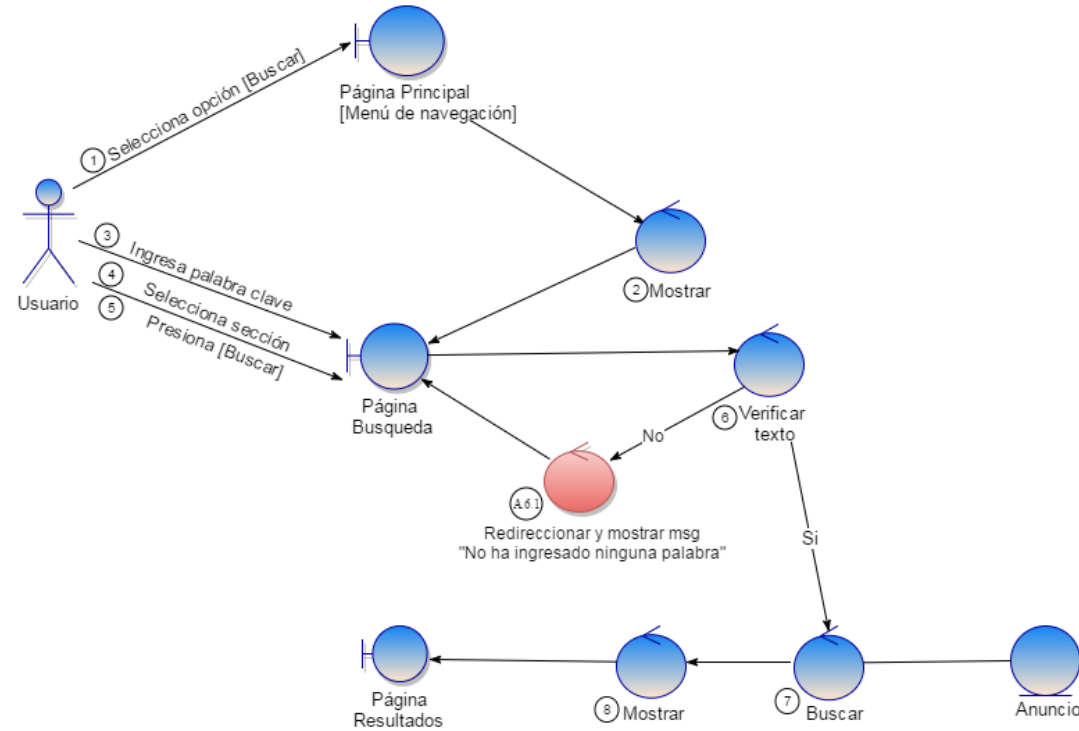 Página Principal
[Menú de navegación]
1 Selecciona opción [Buscar]
Usuario
2 Mostrar
3 Ingresa palabra clave
4 Selecciona sección
5 Presiona [Buscar]
Página
Busqueda
6 Verificar
texto
No
A.6.1
Redireccionar y mostrar msg
"No ha ingresado ninguna palabra"
Si
7 Buscar
Anuncio
8 Mostrar
Página
Resultados